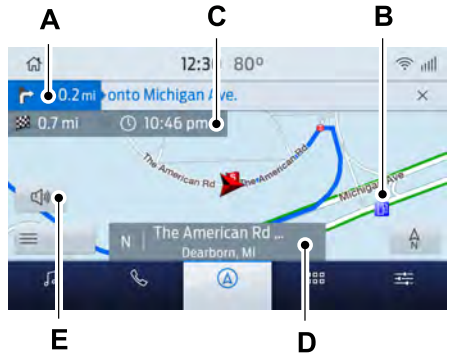 A C B
12:3 80°
0.2 mi onto Michigan Ave.
0.7 mi 10:46 pm
The American Rd The American Rd
Michigan Ave
N The American Rd ...
Dearborn, MI
N
E D